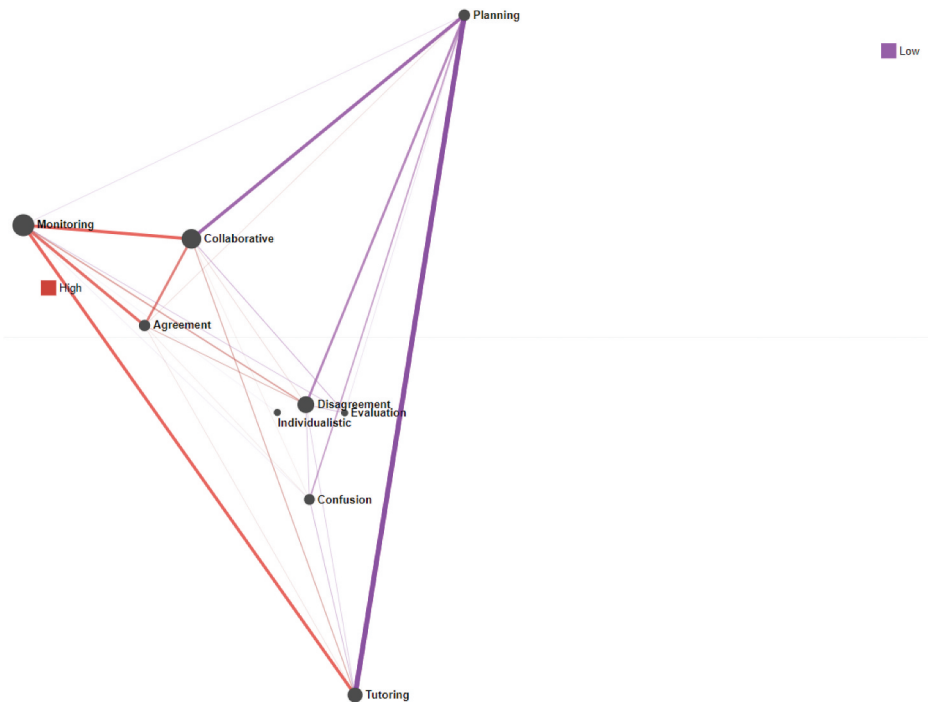 Planning
Low
Monitoring
Collaborative
High
Agreement
Disagreement
Evaluation
Individualistic
Confusion
Tutoring